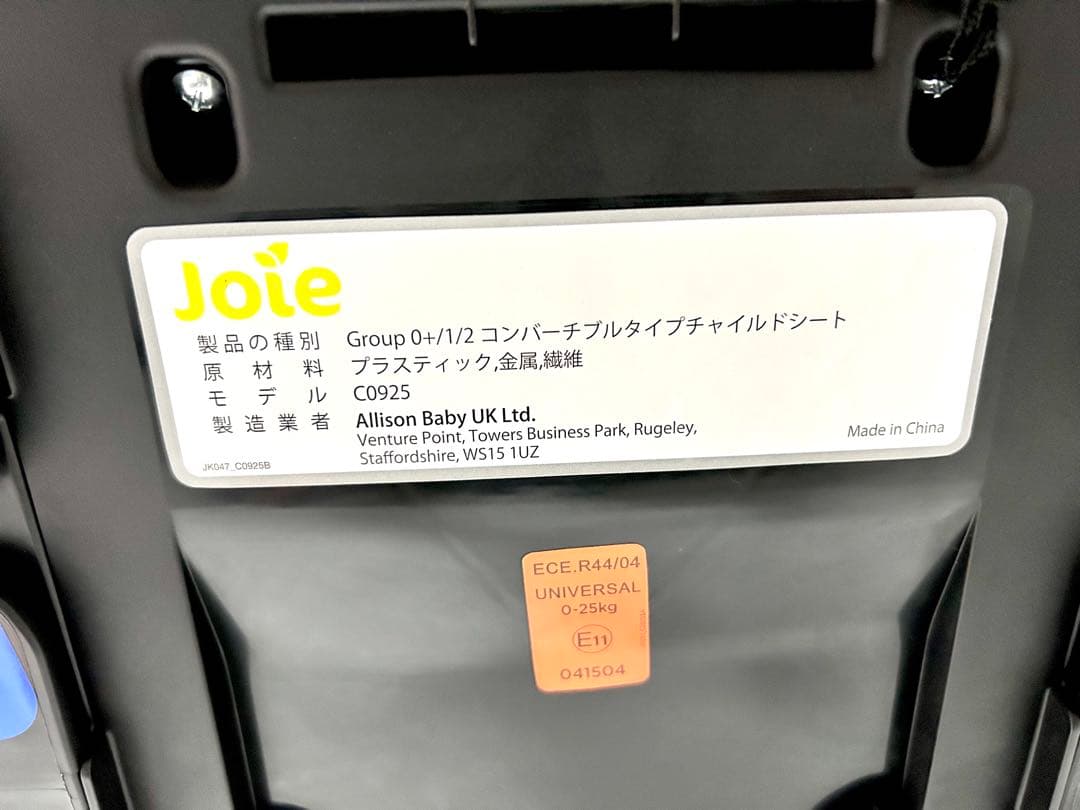 Joie
製品の種別 Group 0+/1/2 コンバーチブルタイプチャイルドシート
原材料 プラスティック,金属,繊維
モデル C0925
製造業者 Allison Baby UK Ltd.
Venture Point, Towers Business Park, Rugeley,
Staffordshire, WS15 1UZ
Made in China
JK047_C0925B
ECE.R44/04
UNIVERSAL
0-25kg
E11
041504